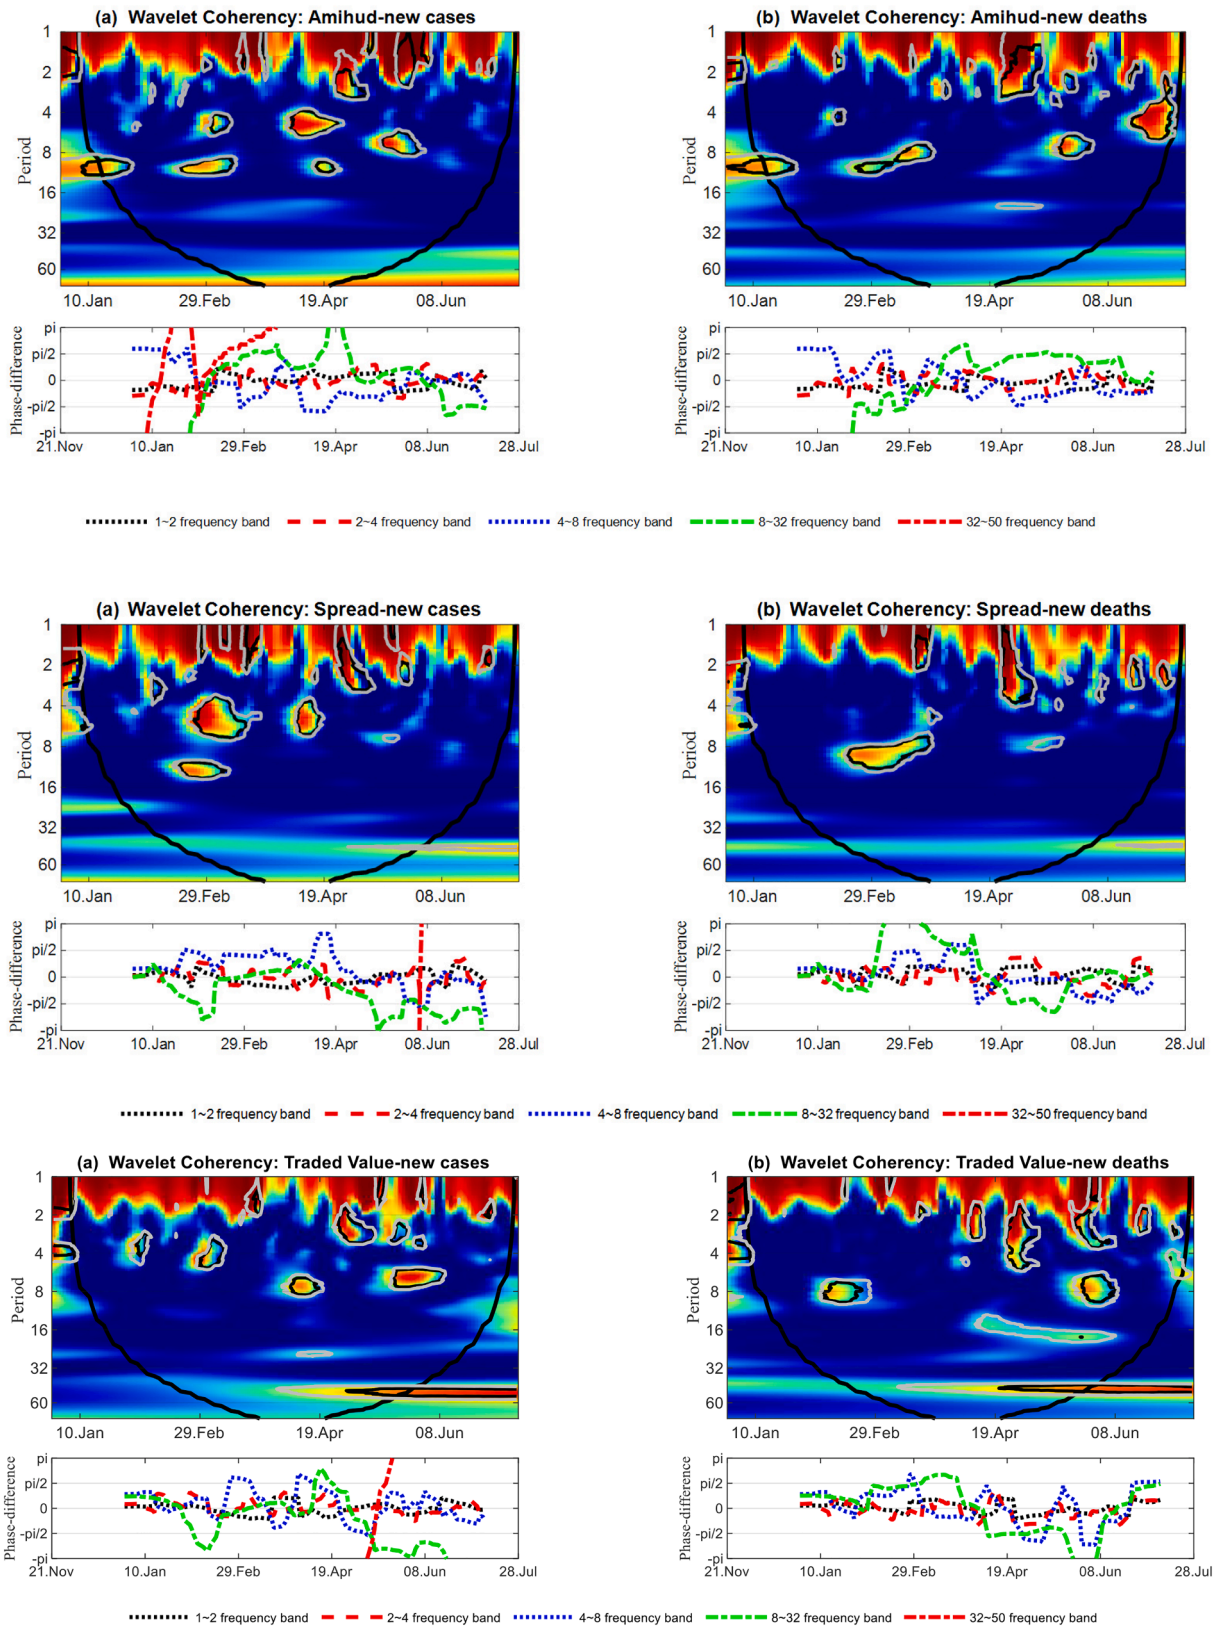 (a) Wavelet Coherency: Amihud-new cases
(b) Wavelet Coherency: Amihud-new deaths
Period
1
2
4
8
16
32
60
10.Jan 29.Feb 19.Apr 08.Jun
Period
1
2
4
8
16
32
60
10.Jan 29.Feb 19.Apr 08.Jun
Phase-difference
pi
pi/2
0
-pi/2
-pi
21.Nov 10.Jan 29.Feb 19.Apr 08.Jun 28.Jul
Phase-difference
pi
pi/2
0
-pi/2
-pi
21.Nov 10.Jan 29.Feb 19.Apr 08.Jun 28.Jul
1~2 frequency band 2~4 frequency band 4~8 frequency band 8~32 frequency band 32~50 frequency band
(a) Wavelet Coherency: Spread-new cases
(b) Wavelet Coherency: Spread-new deaths
Period
1
2
4
8
16
32
60
10.Jan 29.Feb 19.Apr 08.Jun
Period
1
2
4
8
16
32
60
10.Jan 29.Feb 19.Apr 08.Jun
Phase-difference
pi
pi/2
0
-pi/2
-pi
21.Nov 10.Jan 29.Feb 19.Apr 08.Jun 28.Jul
Phase-difference
pi
pi/2
0
-pi/2
-pi
21.Nov 10.Jan 29.Feb 19.Apr 08.Jun 28.Jul
1~2 frequency band 2~4 frequency band 4~8 frequency band 8~32 frequency band 32~50 frequency band
(a) Wavelet Coherency: Traded Value-new cases
(b) Wavelet Coherency: Traded Value-new deaths
Period
1
2
4
8
16
32
60
10.Jan 29.Feb 19.Apr 08.Jun
Period
1
2
4
8
16
32
60
10.Jan 29.Feb 19.Apr 08.Jun
Phase-difference
pi
pi/2
0
-pi/2
-pi
21.Nov 10.Jan 29.Feb 19.Apr 08.Jun 28.Jul
Phase-difference
pi
pi/2
0
-pi/2
-pi
21.Nov 10.Jan 29.Feb 19.Apr 08.Jun 28.Jul
1~2 frequency band 2~4 frequency band 4~8 frequency band 8~32 frequency band 32~50 frequency band